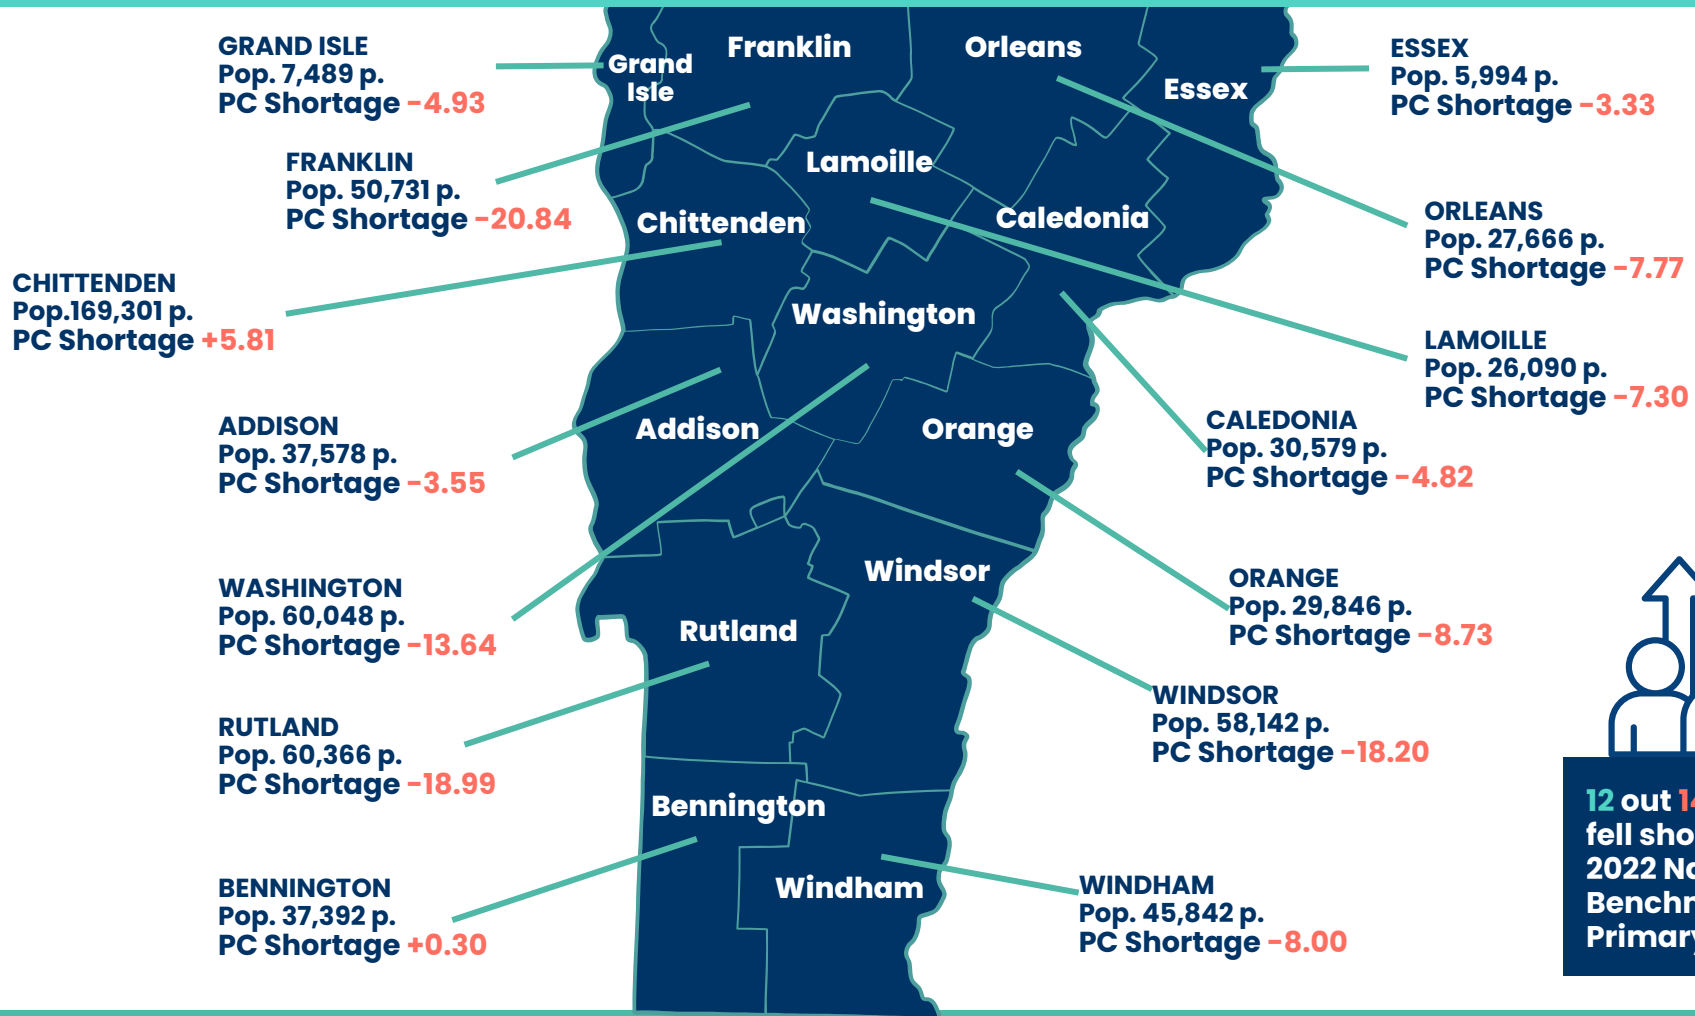 GRAND ISLE
Pop. 7,489 p.
PC Shortage -4.93
FRANKLIN
Pop. 50,731 p.
PC Shortage -20.84
CHITTENDEN
Pop.169,301 p.
PC Shortage +5.81
ADDISON
Pop. 37,578 p.
PC Shortage -3.55
WASHINGTON
Pop. 60,048 p.
PC Shortage -13.64
RUTLAND
Pop. 60,366 p.
PC Shortage -18.99
BENNINGTON
Pop. 37,392 p.
PC Shortage +0.30
Grand
Isle
Franklin
Orleans
Essex
Lamoille
Chittenden
Caledonia
Washington
Addison
Orange
Windsor
Rutland
Bennington
Windham
ESSEX
Pop. 5,994 p.
PC Shortage -3.33
ORLEANS
Pop. 27,666 p.
PC Shortage -7.77
LAMOILLE
Pop. 26,090 p.
PC Shortage -7.30
CALEDONIA
Pop. 30,579 p.
PC Shortage -4.82
ORANGE
Pop. 29,846 p.
PC Shortage -8.73
WINDSOR
Pop. 58,142 p.
PC Shortage -18.20
WINDHAM
Pop. 45,842 p.
PC Shortage -8.00
12 out
fell
2022